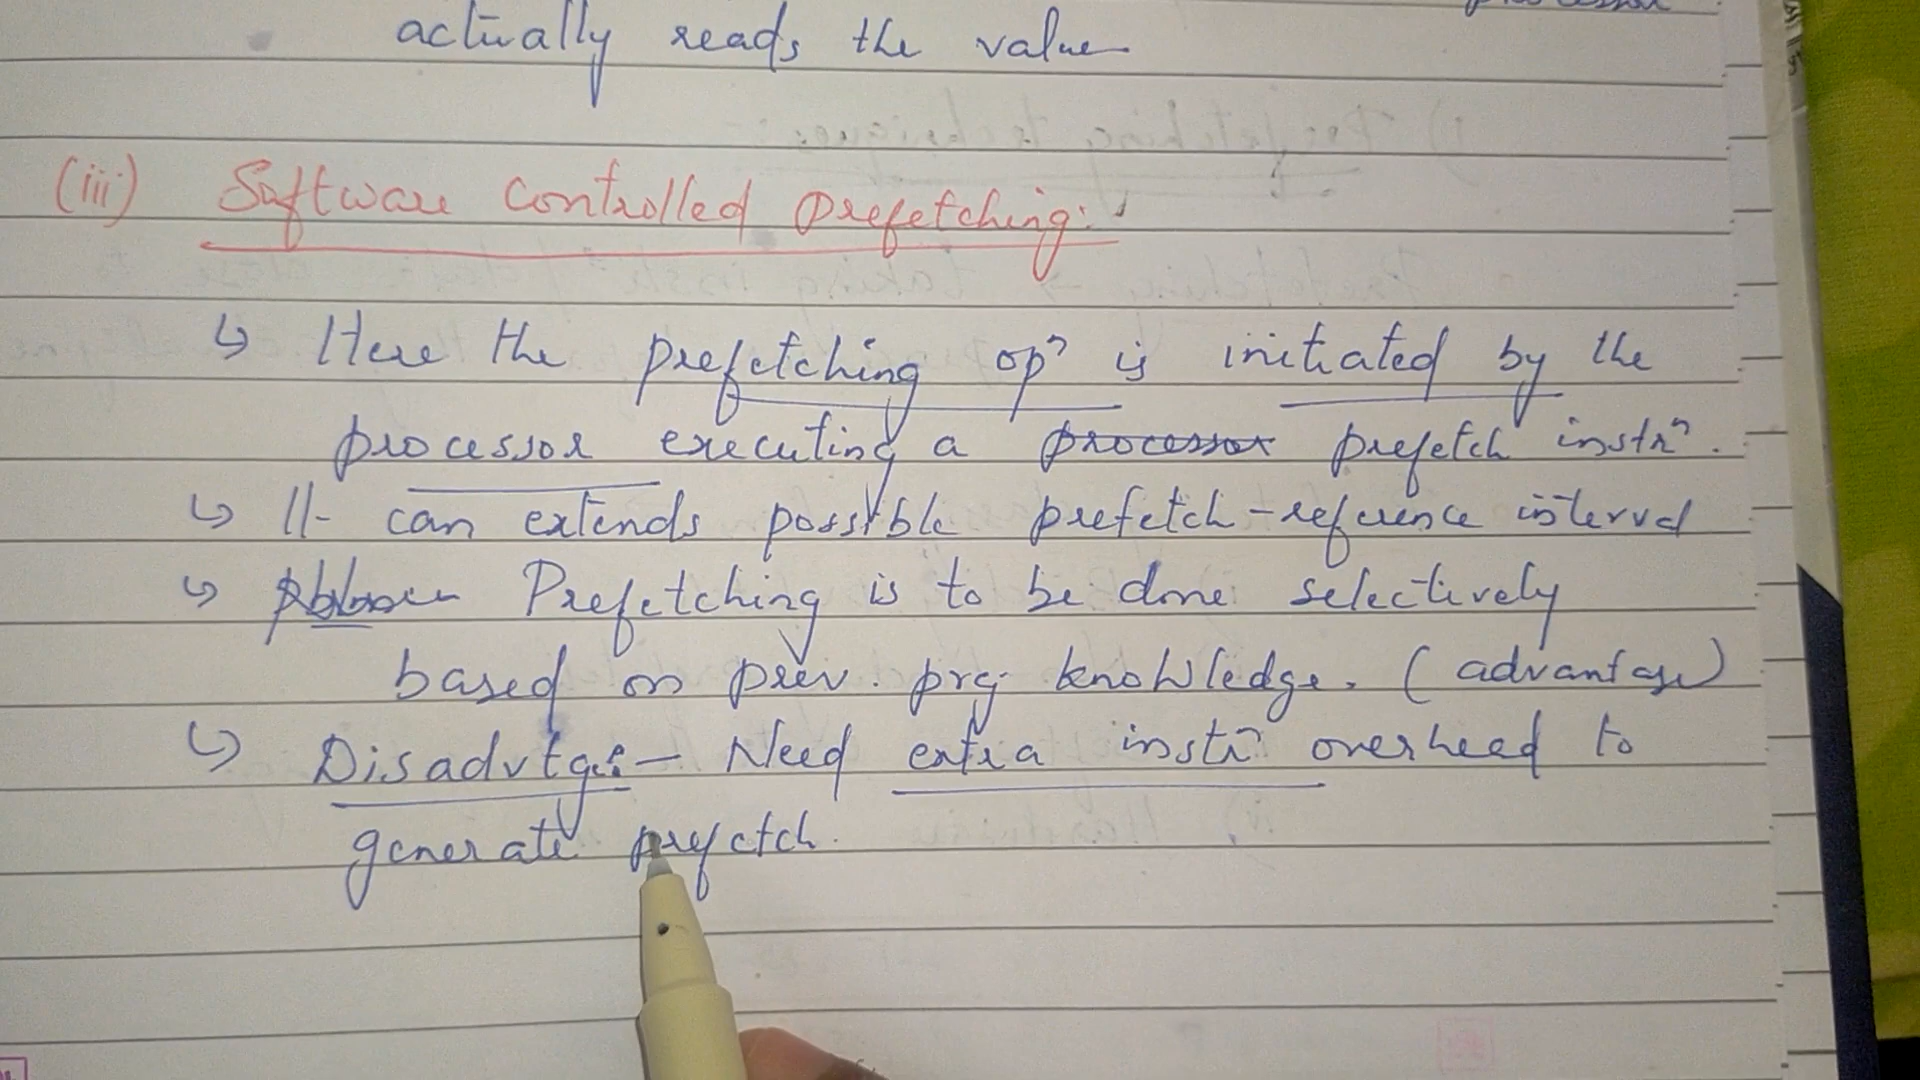 actually reads the value
(iii) Software Controlled Prefetching:
↳ Here the prefetching opⁿ is initiated by the
processor executing a processor prefetch instrⁿ.
↳ It can extends possible prefetch-reference interval
↳ Prefetching is to be done selectively
based on prev. prg. knowledge. (advantage)
↳ Disadvtge:- Need extra instrⁿ overhead to
generate prefetch.